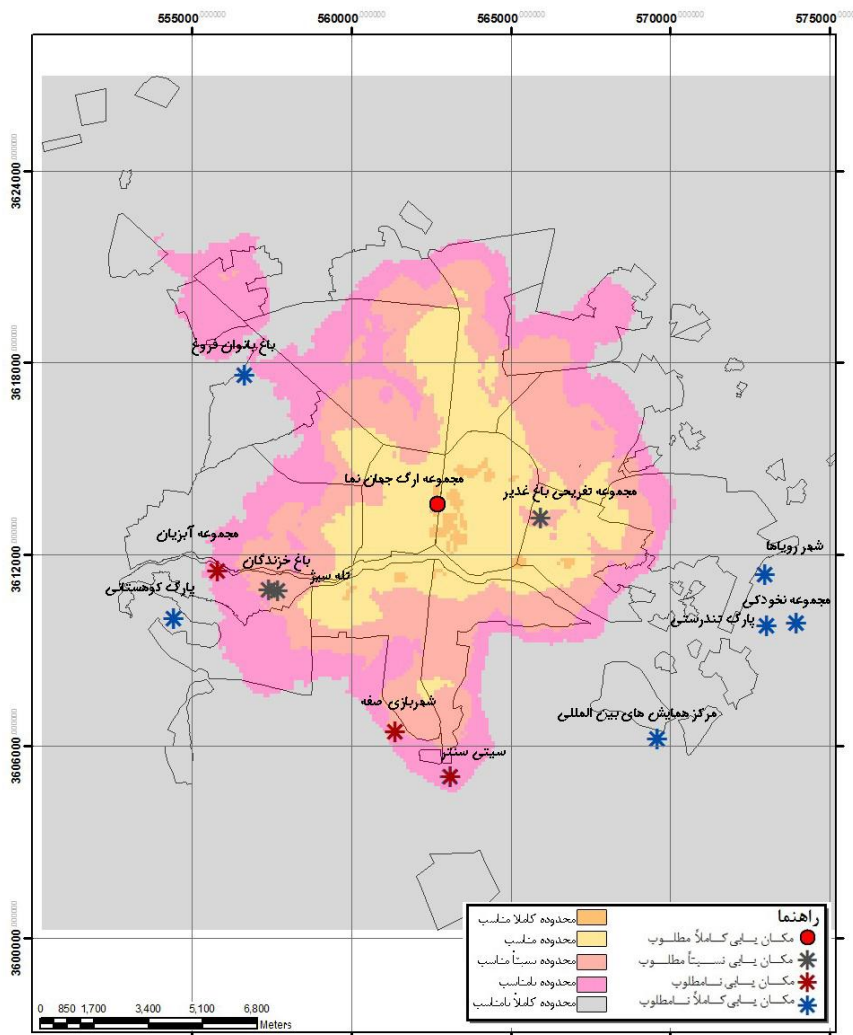 555000
560000
565000
570000
575000
3624000
3618000
3612000
3606000
3600000
باغ بانوان فروغ
مجموعه ارگ جهان نما
مجموعه تفریحی باغ غدیر
مجموعه آبزیان
باغ خزندگان
تله سیژ
پارک کوهستانی
شهر رویاها
مجموعه نخودکی
پارک تندرستی
شهربازی صفه
مرکز همایش های بین المللی
سیتی سنتر
راهنما
مکان یابی کاملاً مطلوب
مکان یابی نسبتاً مطلوب
مکان یابی نامطلوب
مکان یابی کاملاً نامطلوب
محدوده کاملا مناسب
محدوده مناسب
محدوده نسبتاً مناسب
محدوده نامناسب
محدوده کاملاً نامناسب
0 850 1,700 3,400 5,100 6,800
Meters